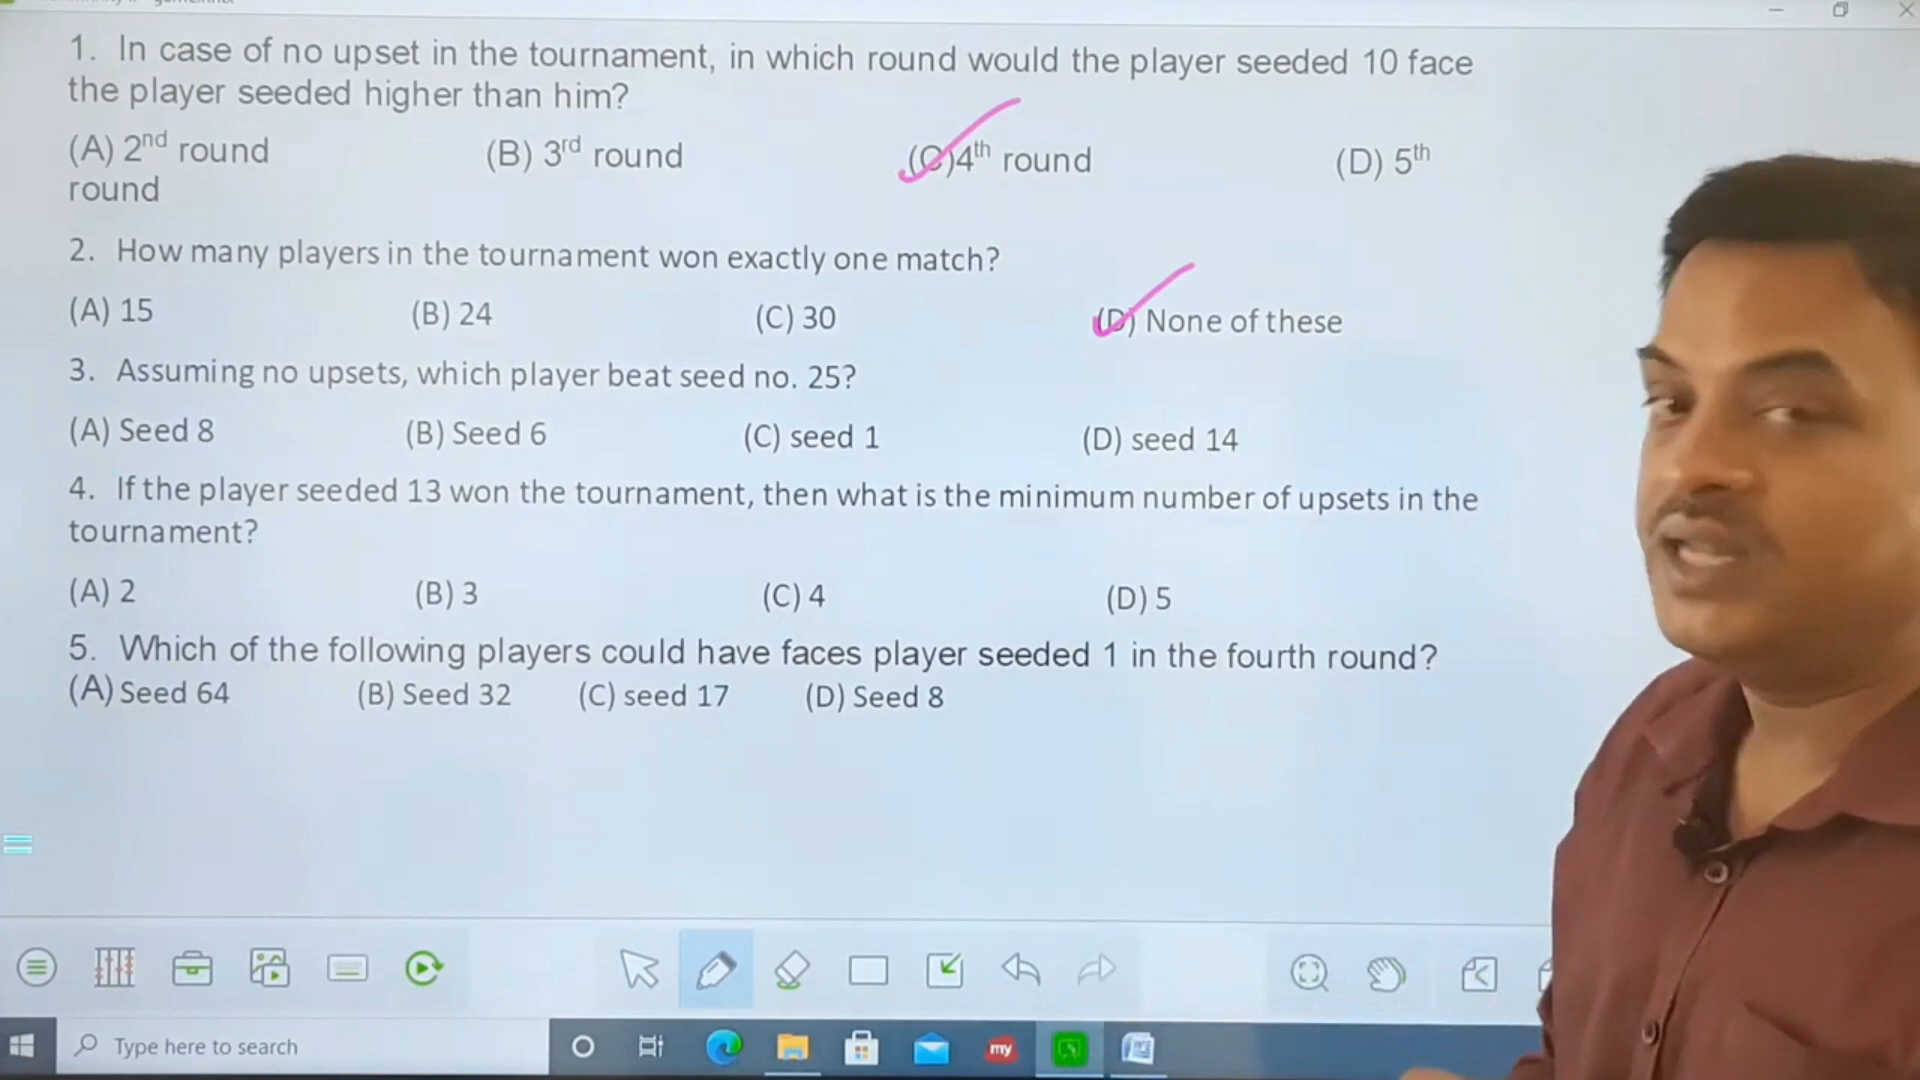 1. In case of no upset in the tournament, in which round would the player seeded 10 face
the player seeded higher than him?
(A) 2nd round (B) 3rd round (C)4th round (D) 5th
round
2. How many players in the tournament won exactly one match?
(A) 15 (B) 24 (C) 30 (D) None of these
3. Assuming no upsets, which player beat seed no. 25?
(A) Seed 8 (B) Seed 6 (C) seed 1 (D) seed 14
4. If the player seeded 13 won the tournament, then what is the minimum number of upsets in the
tournament?
(A) 2 (B) 3 (C) 4 (D) 5
5. Which of the following players could have faces player seeded 1 in the fourth round?
(A) Seed 64 (B) Seed 32 (C) seed 17 (D) Seed 8
Type here to search
my